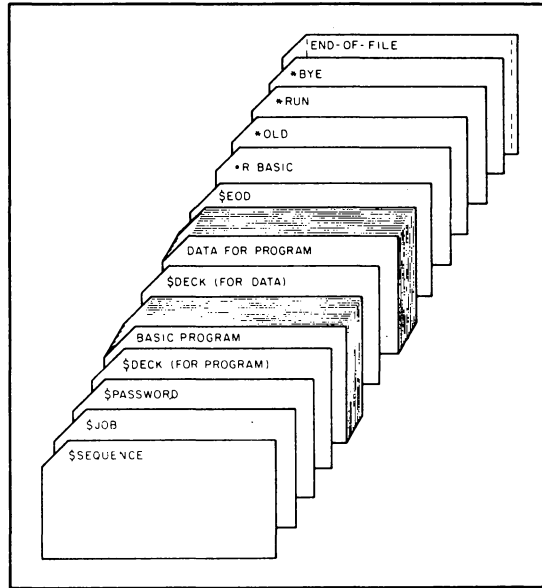 END-OF-FILE
*BYE
*RUN
*OLD
•R BASIC
$EOD
DATA FOR PROGRAM
$DECK (FOR DATA)
BASIC PROGRAM
$DECK (FOR PROGRAM)
$PASSWORD
$JOB
$SEQUENCE